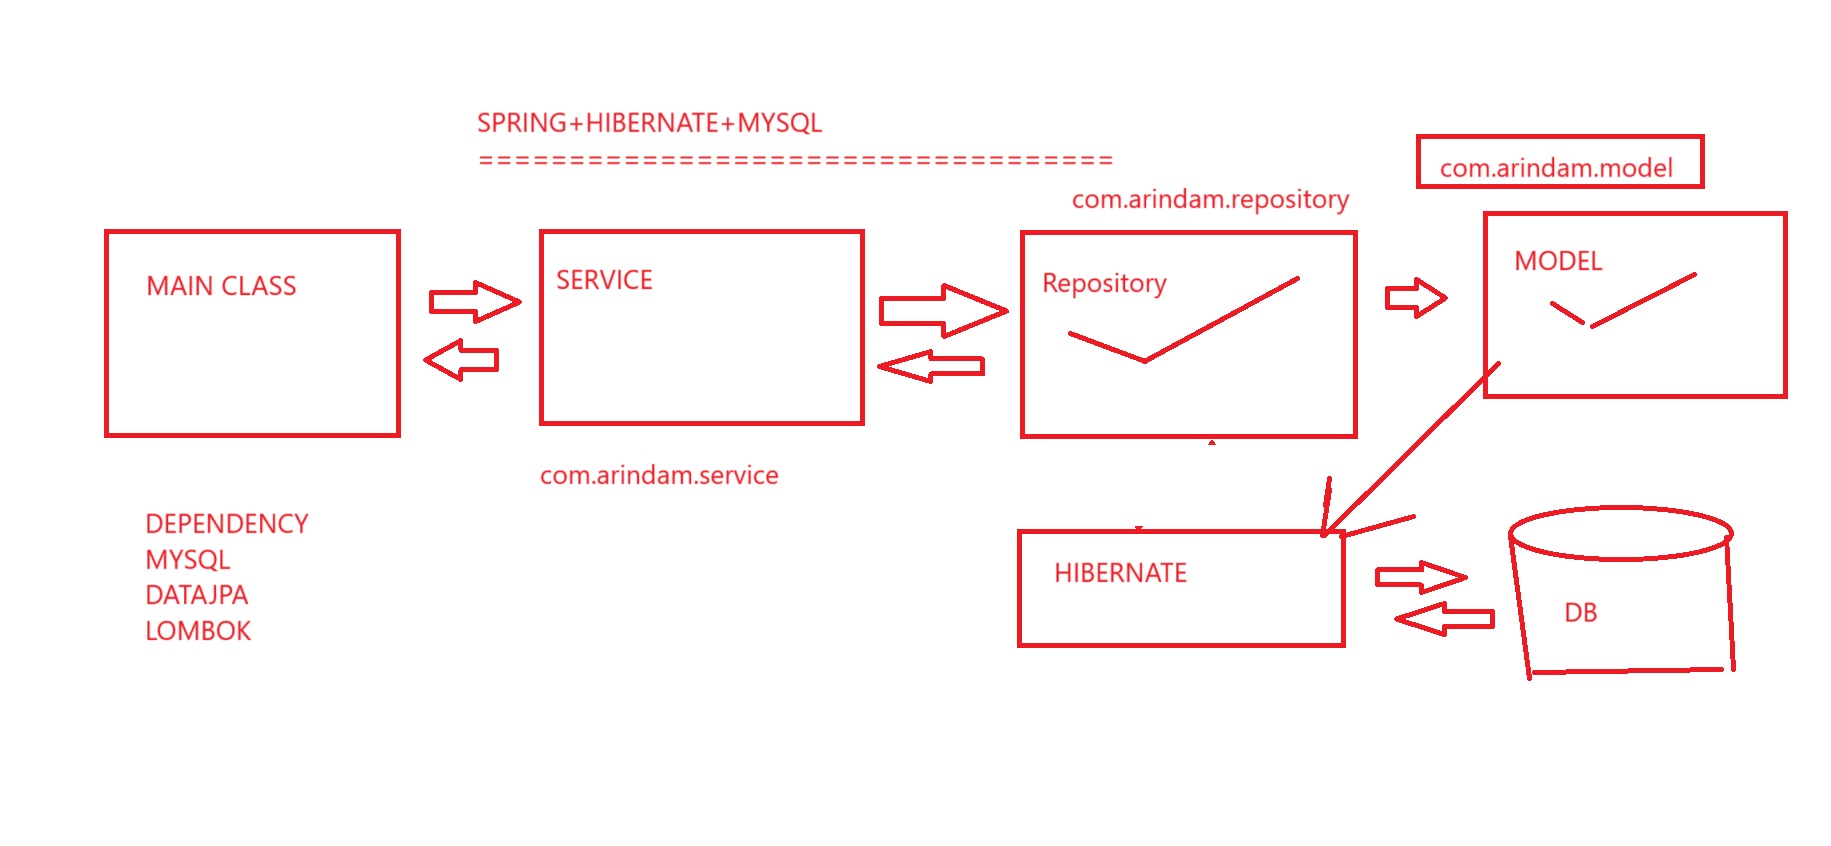 SPRING+HIBERNATE+MYSQL
===================================
com.arindam.model
com.arindam.repository
MAIN CLASS
SERVICE
Repository
MODEL
com.arindam.service
DEPENDENCY
MYSQL
DATAJPA
LOMBOK
HIBERNATE
DB